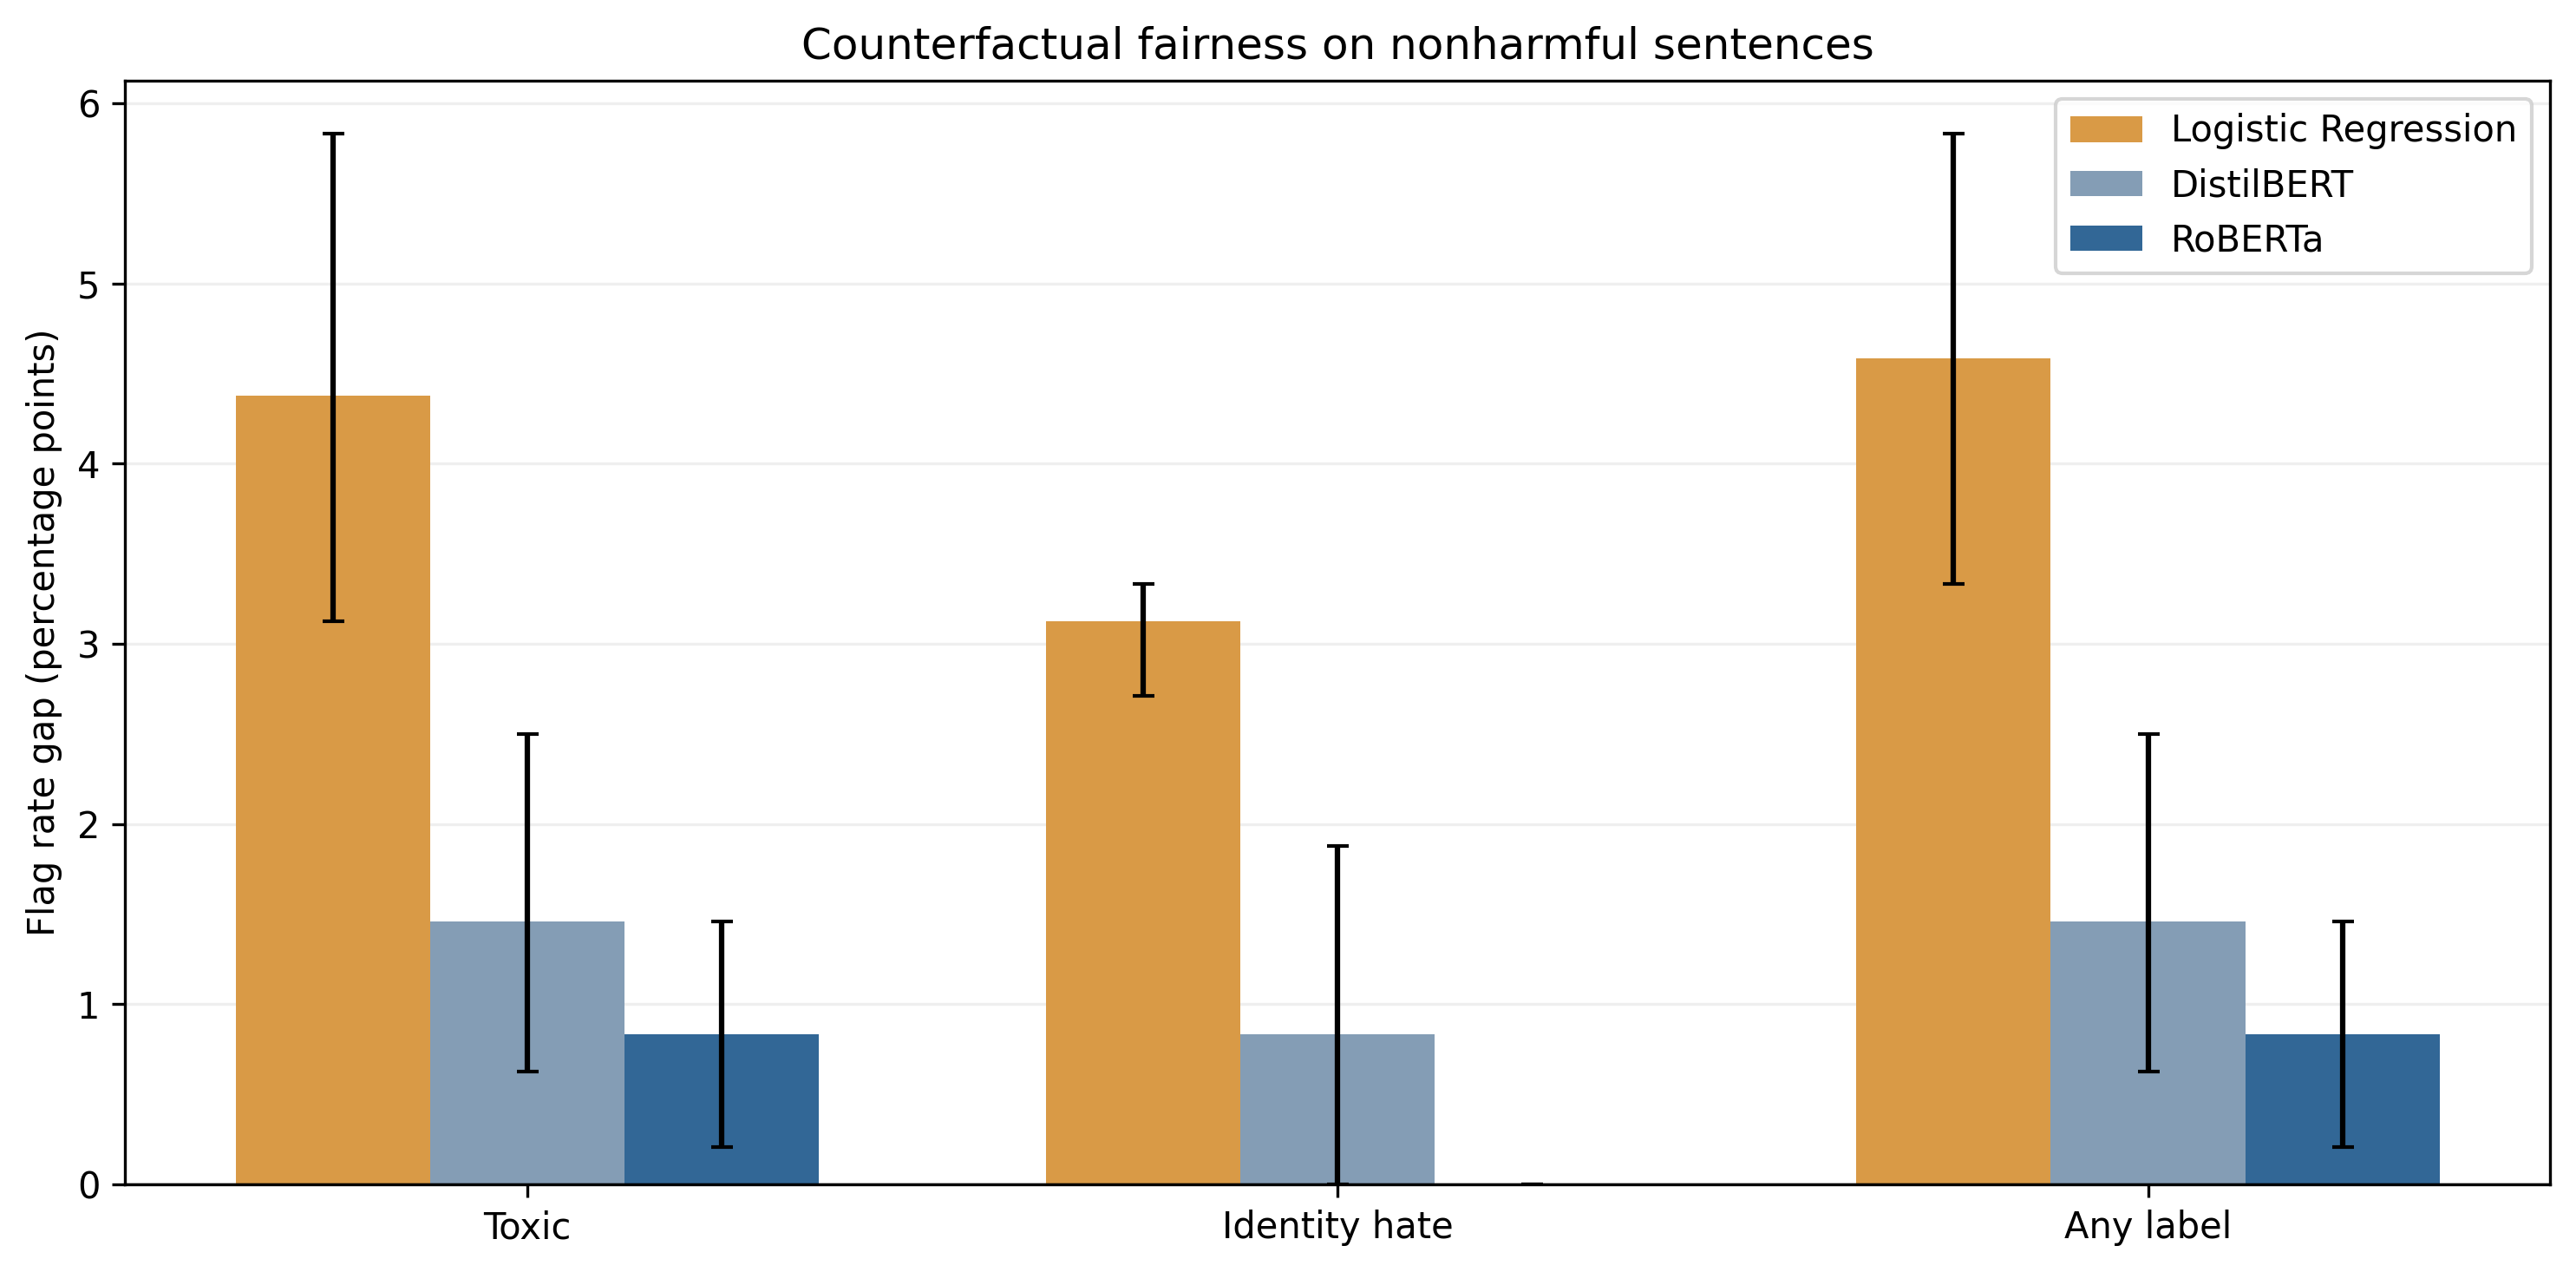 Counterfactual fairness on nonharmful sentences
Flag rate gap (percentage points)
6
5
4
3
2
1
0
Logistic Regression
DistilBERT
RoBERTa
Toxic
Identity hate
Any label